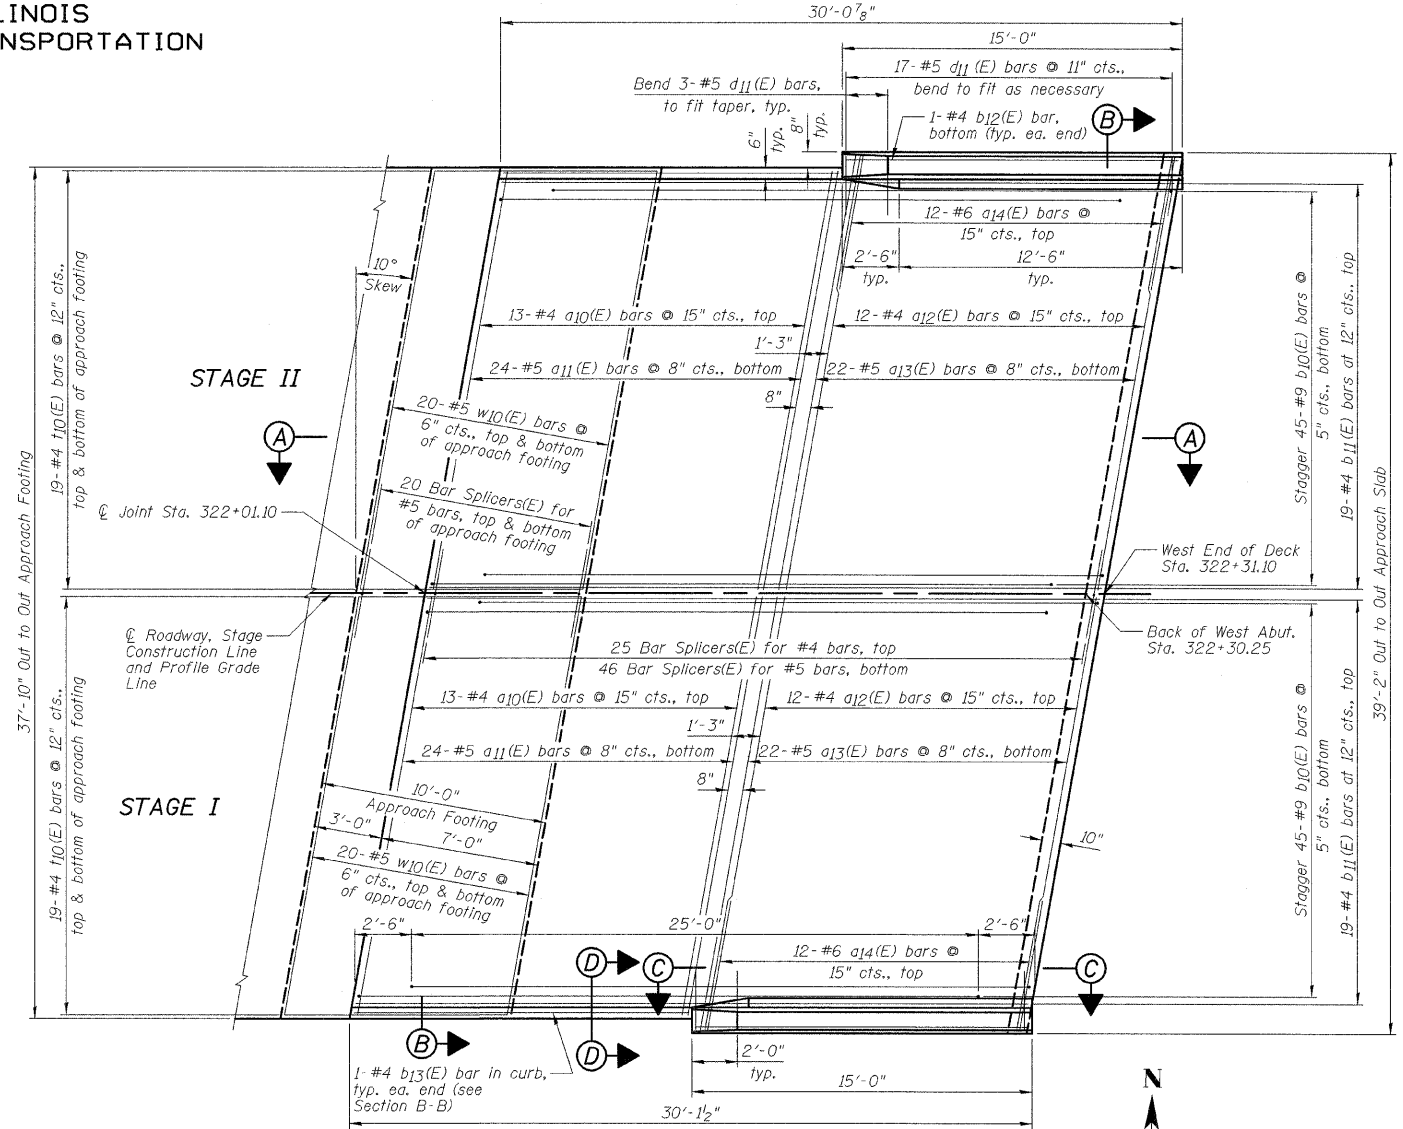 LINOIS
NSPORTATION
30'-0⅞"
15'-0"
17-#5 d11 (E) bars @ 11" cts.,
bend to fit as necessary
Bend 3-#5 d11(E) bars,
to fit taper, typ.
1-#4 b12(E) bar,
bottom (typ. ea. end)
B
6"
typ.
8"
typ.
12-#6 a14(E) bars @
15" cts., top
2'-6"
typ.
12'-6"
typ.
10°
Skew
13-#4 a10(E) bars @ 15" cts., top
12-#4 a12(E) bars @ 15" cts., top
1'-3"
24-#5 a11(E) bars @ 8" cts., bottom
22-#5 a13(E) bars @ 8" cts., bottom
8"
STAGE II
20-#5 w10(E) bars @
6" cts., top & bottom
of approach footing
A
A
20 Bar Splicers(E) for
#5 bars, top & bottom
of approach footing
℄ Joint Sta. 322+01.10
West End of Deck
Sta. 322+31.10
℄ Roadway, Stage
Construction Line
and Profile Grade
Line
Back of West Abut.
Sta. 322+30.25
25 Bar Splicers(E) for #4 bars, top
46 Bar Splicers(E) for #5 bars, bottom
13-#4 a10(E) bars @ 15" cts., top
12-#4 a12(E) bars @ 15" cts., top
1'-3"
24-#5 a11(E) bars @ 8" cts., bottom
22-#5 a13(E) bars @ 8" cts., bottom
8"
STAGE I
10'-0"
Approach Footing
3'-0"
7'-0"
10"
20-#5 w10(E) bars @
6" cts., top & bottom
of approach footing
2'-6"
25'-0"
2'-6"
12-#6 a14(E) bars @
15" cts., top
D
C
C
B
D
2'-0"
typ.
1-#4 b13(E) bar in curb,
typ. ea. end (see
Section B-B)
15'-0"
30'-1½"
N
37'-10" Out to Out Approach Footing
19-#4 t10(E) bars @ 12" cts.,
top & bottom of approach footing
19-#4 t10(E) bars @ 12" cts.,
top & bottom of approach footing
Stagger 45-#9 b10(E) bars @
5" cts., bottom
19-#4 b11(E) bars at 12" cts., top
Stagger 45-#9 b10(E) bars @
5" cts., bottom
19-#4 b11(E) bars at 12" cts., top
39'-2" Out to Out Approach Slab